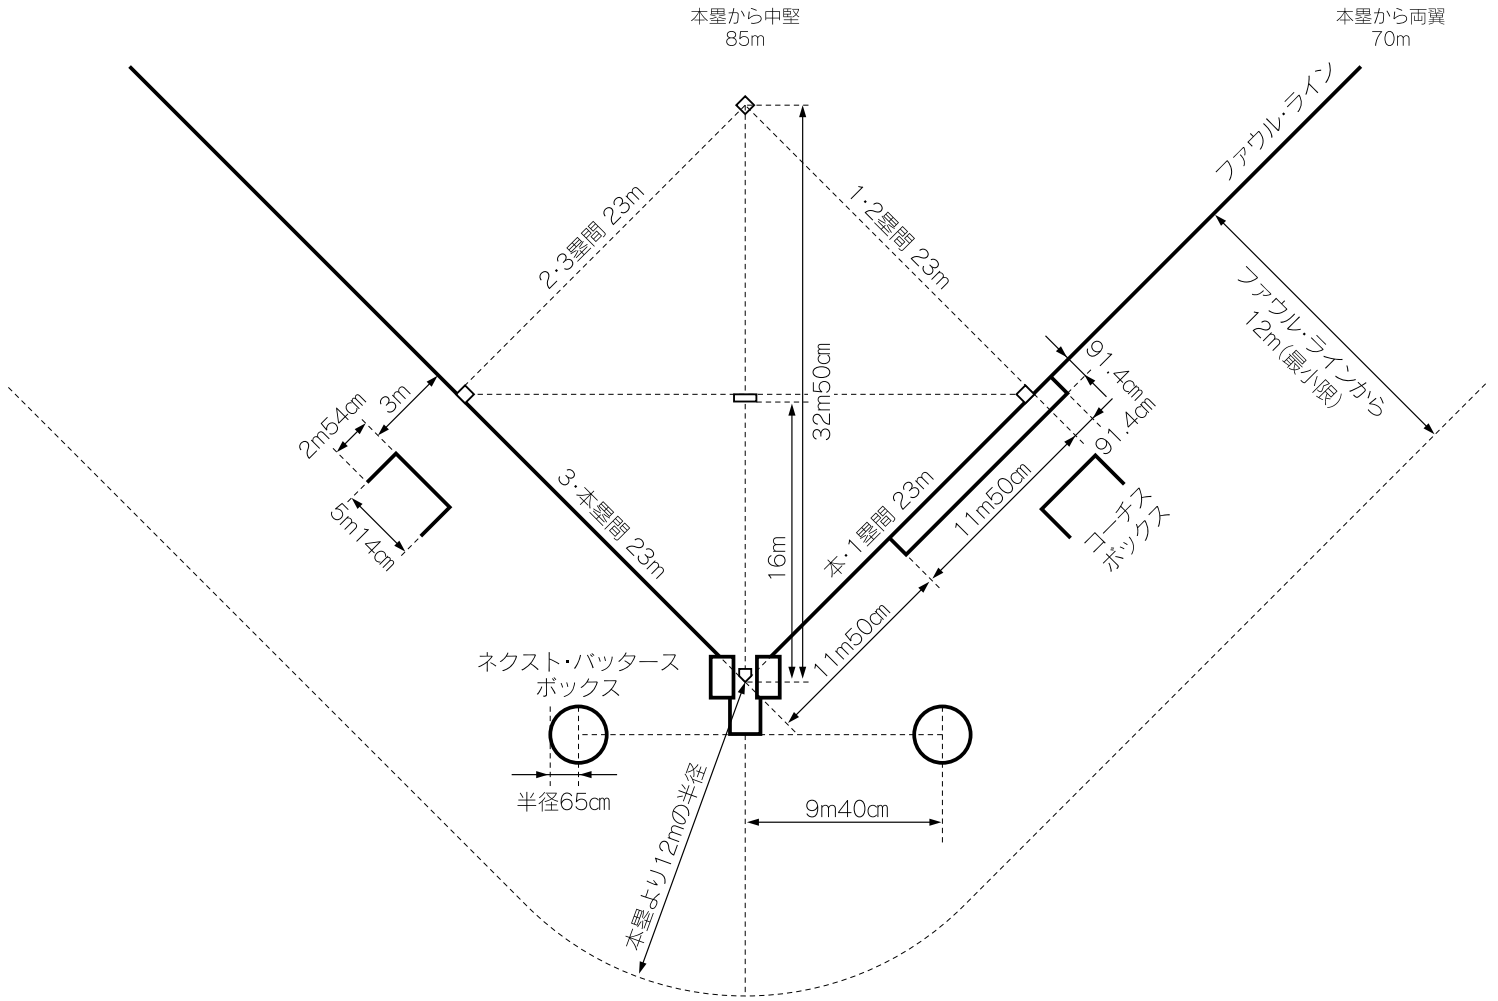 本塁から中堅
85m
本塁から両翼
70m
ファウル・ライン
2・3塁間 23m
1・2塁間 23m
ファウル・ラインから
12m(最小限)
32m50㎝
91.4㎝
91.4㎝
3m
2m54㎝
5m14㎝
3・本塁間 23m
16m
本・1塁間 23m
11m50㎝
コーチス
ボックス
11m50㎝
ネクスト・バッタース
ボックス
半径65㎝
9m40㎝
本塁より12mの半径